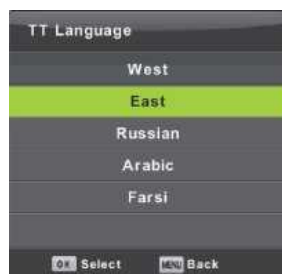 TT Language
West
East
Russian
Arabic
Farsi
OK Select MENU Back